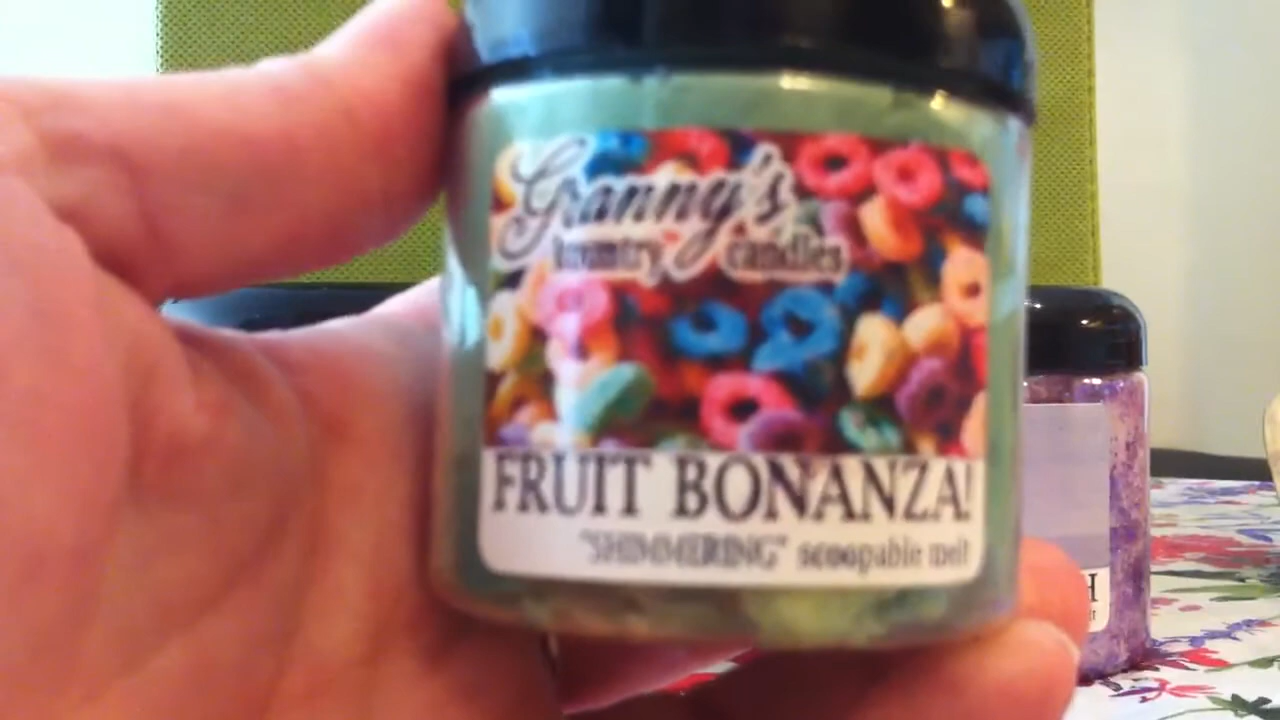 Granny's
country candles
FRUIT BONANZA!
"SHIMMERING" scoopable melt
H